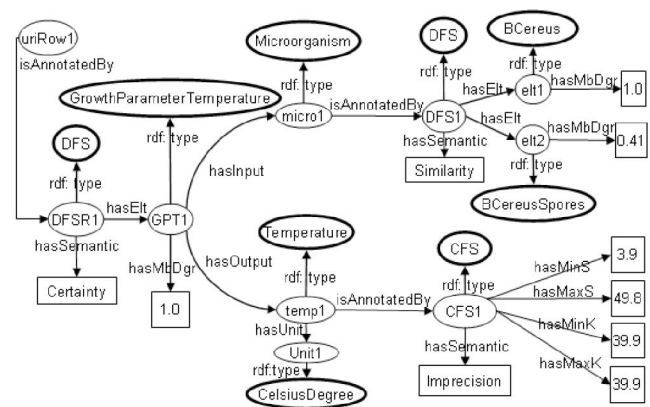 uriRow1
isAnnotatedBy
Microorganism
rdf: type
DFS
rdf: type
BCereus
rdf: type
GrowthParameterTemperature
rdf: type
micro1
isAnnotatedBy
DFS1
hasElt
elt1
hasMbDgr
1.0
hasElt
elt2
hasMbDgr
0.41
rdf: type
BCereusSpores
hasSemantic
Similarity
DFS
rdf: type
hasInput
DFSR1
hasElt
GPT1
hasSemantic
Certainty
hasMbDgr
1.0
hasOutput
Temperature
rdf: type
temp1
isAnnotatedBy
hasUnit
Unit1
rdf:type
CelsiusDegree
CFS
rdf: type
CFS1
hasSemantic
Imprecision
hasMinS
3.9
hasMaxS
49.8
hasMinK
39.9
hasMaxK
39.9